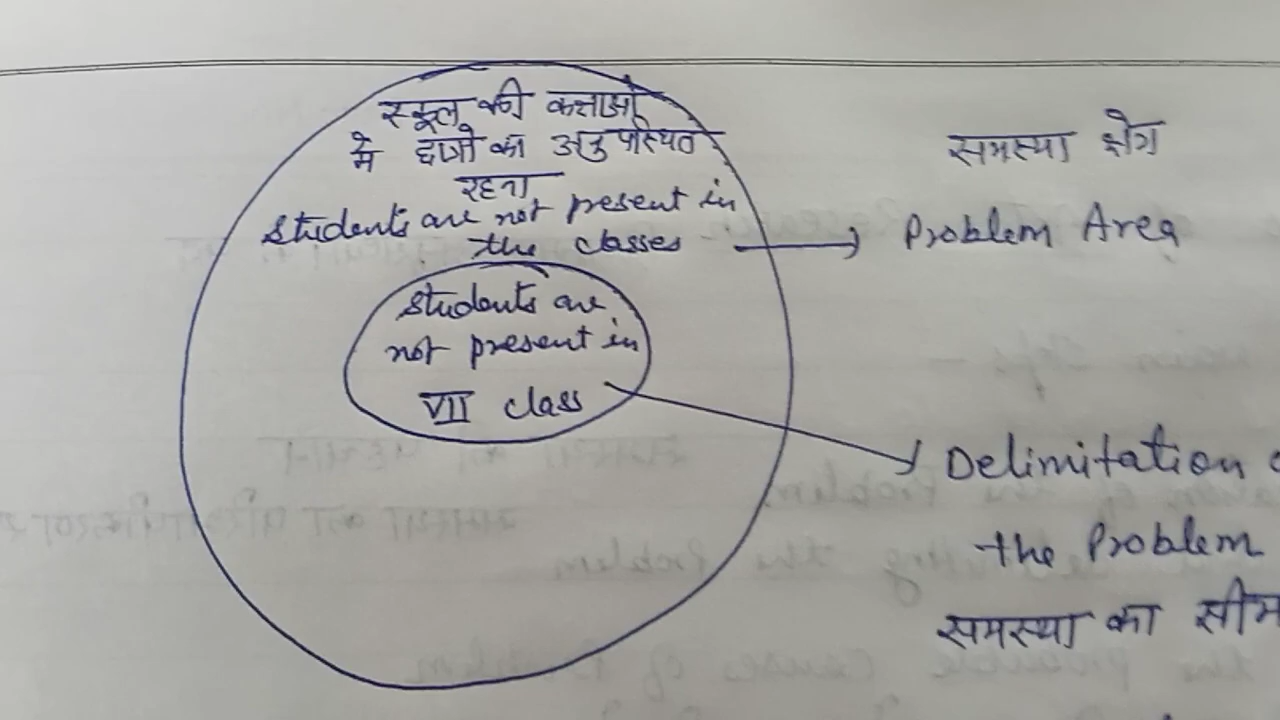 स्कूल की कक्षाओं
में छात्रों का अनुपस्थित
रहना
students are not present in
the classes
समस्या क्षेत्र
Problem Area
students are
not present in
VII class
Delimitation
the Problem
समस्या का